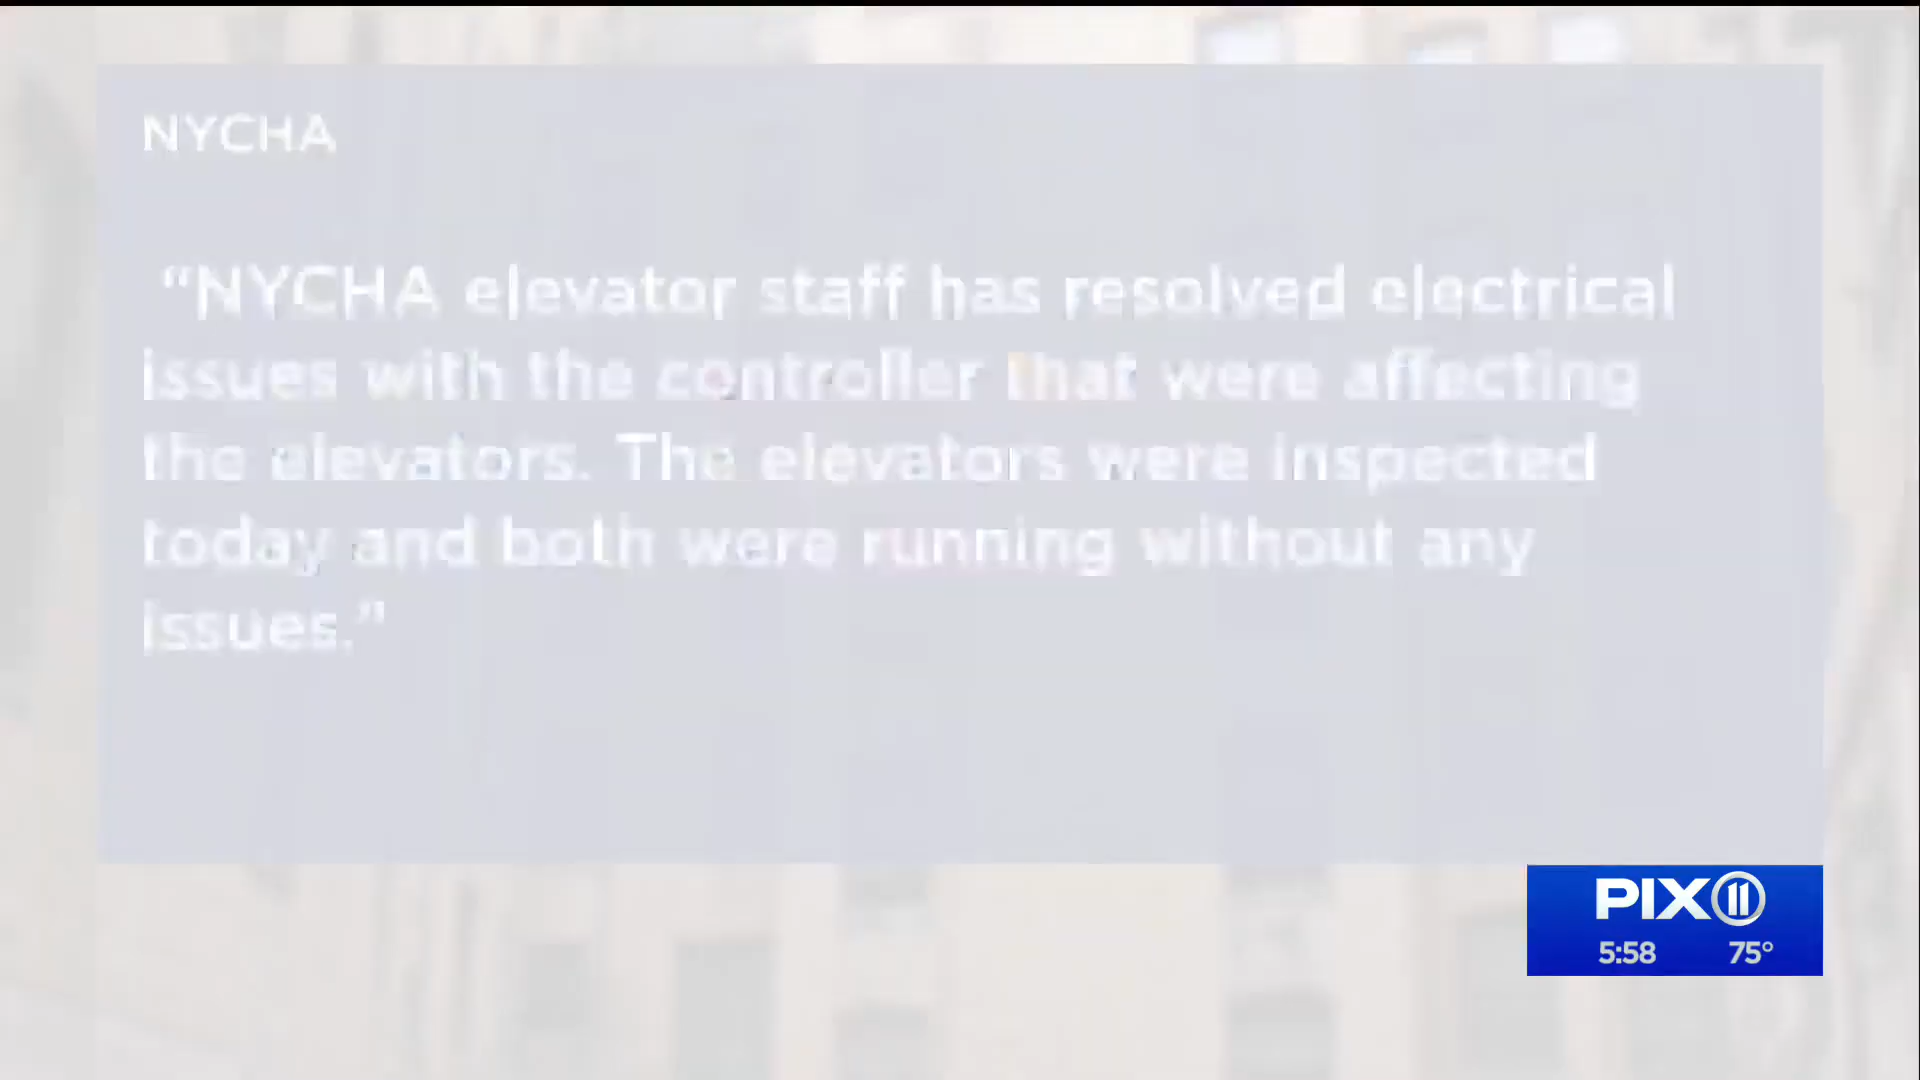 NYCHA
“NYCHA elevator staff has resolved electrical
issues with the controller that were affecting
the elevators. The elevators were inspected
today and both were running without any
issues.”
PIX11
5:58 75°